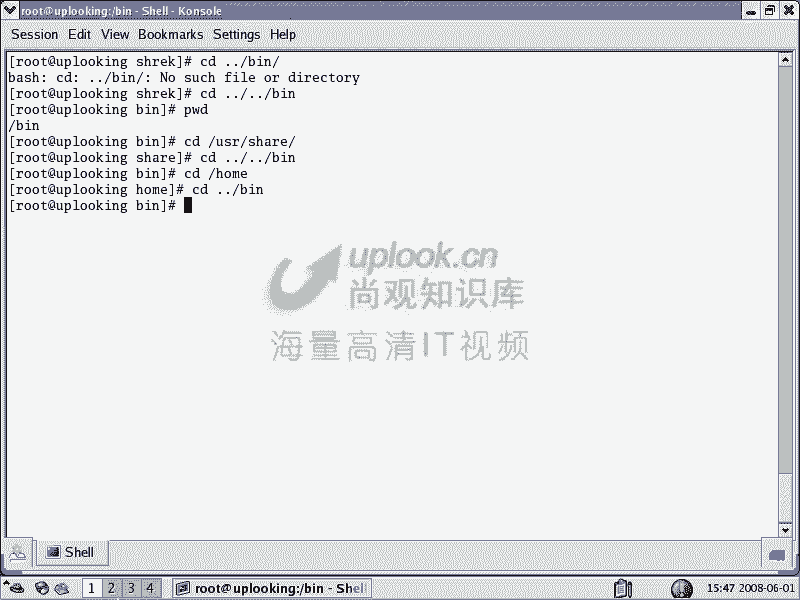 root@uplooking:/bin - Shell - Konsole
Session Edit View Bookmarks Settings Help
[root@uplooking shrek]# cd ../bin/
bash: cd: ../bin/: No such file or directory
[root@uplooking shrek]# cd ../../bin
[root@uplooking bin]# pwd
/bin
[root@uplooking bin]# cd /usr/share/
[root@uplooking share]# cd ../../bin
[root@uplooking bin]# cd /home
[root@uplooking home]# cd ../bin
[root@uplooking bin]#
uplook.cn
尚观知识库
海量高清IT视频
Shell
1 2 3 4 root@uplooking:/bin - Shell 15:47 2008-06-01